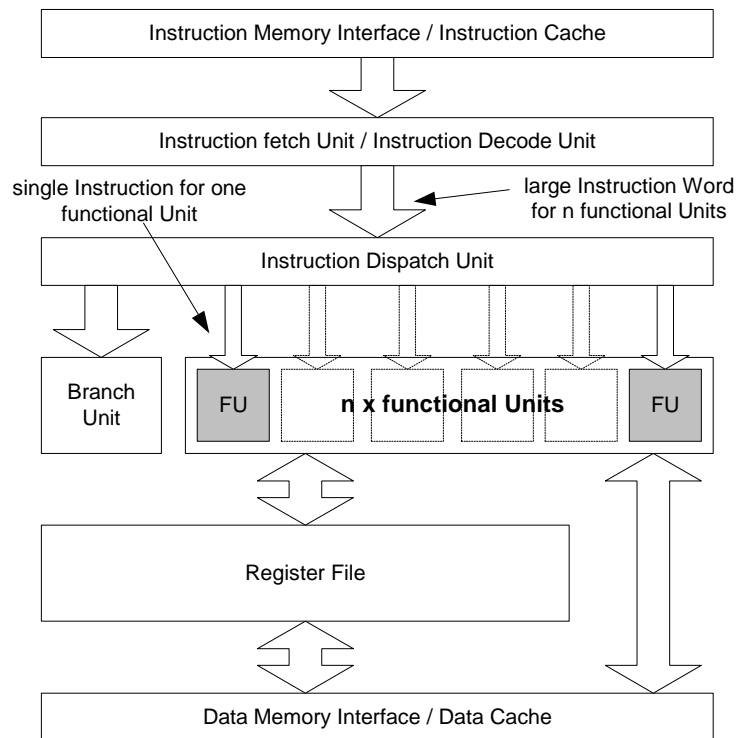 Instruction Memory Interface / Instruction Cache
Instruction fetch Unit / Instruction Decode Unit
single Instruction for one
functional Unit
large Instruction Word
for n functional Units
Instruction Dispatch Unit
Branch
Unit
FU
n x functional Units
FU
Register File
Data Memory Interface / Data Cache